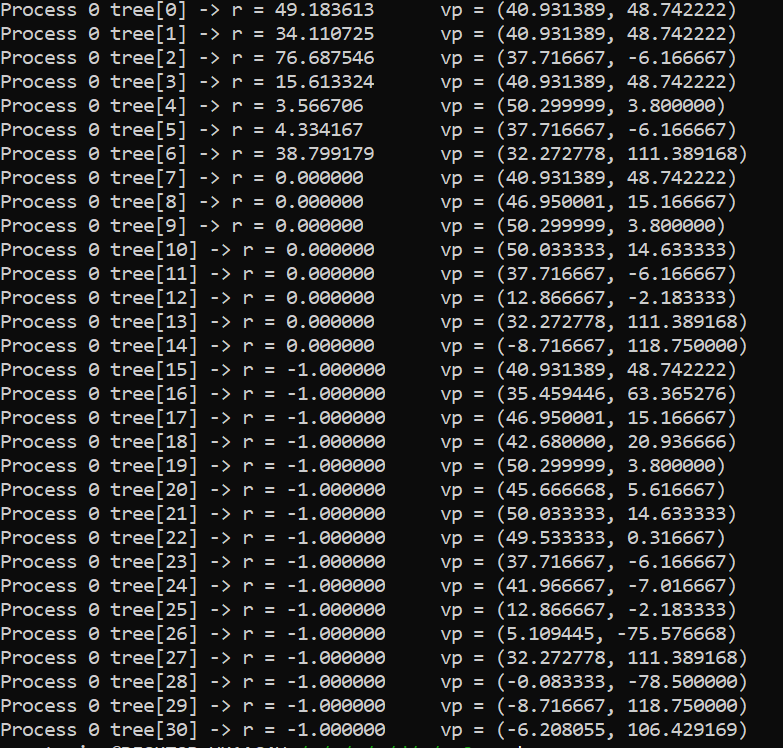 Process 0 tree[0] -> r = 49.183613 vp = (40.931389, 48.742222)
Process 0 tree[1] -> r = 34.110725 vp = (40.931389, 48.742222)
Process 0 tree[2] -> r = 76.687546 vp = (37.716667, -6.166667)
Process 0 tree[3] -> r = 15.613324 vp = (40.931389, 48.742222)
Process 0 tree[4] -> r = 3.566706 vp = (50.299999, 3.800000)
Process 0 tree[5] -> r = 4.334167 vp = (37.716667, -6.166667)
Process 0 tree[6] -> r = 38.799179 vp = (32.272778, 111.389168)
Process 0 tree[7] -> r = 0.000000 vp = (40.931389, 48.742222)
Process 0 tree[8] -> r = 0.000000 vp = (46.950001, 15.166667)
Process 0 tree[9] -> r = 0.000000 vp = (50.299999, 3.800000)
Process 0 tree[10] -> r = 0.000000 vp = (50.033333, 14.633333)
Process 0 tree[11] -> r = 0.000000 vp = (37.716667, -6.166667)
Process 0 tree[12] -> r = 0.000000 vp = (12.866667, -2.183333)
Process 0 tree[13] -> r = 0.000000 vp = (32.272778, 111.389168)
Process 0 tree[14] -> r = 0.000000 vp = (-8.716667, 118.750000)
Process 0 tree[15] -> r = -1.000000 vp = (40.931389, 48.742222)
Process 0 tree[16] -> r = -1.000000 vp = (35.459446, 63.365276)
Process 0 tree[17] -> r = -1.000000 vp = (46.950001, 15.166667)
Process 0 tree[18] -> r = -1.000000 vp = (42.680000, 20.936666)
Process 0 tree[19] -> r = -1.000000 vp = (50.299999, 3.800000)
Process 0 tree[20] -> r = -1.000000 vp = (45.666668, 5.616667)
Process 0 tree[21] -> r = -1.000000 vp = (50.033333, 14.633333)
Process 0 tree[22] -> r = -1.000000 vp = (49.533333, 0.316667)
Process 0 tree[23] -> r = -1.000000 vp = (37.716667, -6.166667)
Process 0 tree[24] -> r = -1.000000 vp = (41.966667, -7.016667)
Process 0 tree[25] -> r = -1.000000 vp = (12.866667, -2.183333)
Process 0 tree[26] -> r = -1.000000 vp = (5.109445, -75.576668)
Process 0 tree[27] -> r = -1.000000 vp = (32.272778, 111.389168)
Process 0 tree[28] -> r = -1.000000 vp = (-0.083333, -78.500000)
Process 0 tree[29] -> r = -1.000000 vp = (-8.716667, 118.750000)
Process 0 tree[30] -> r = -1.000000 vp = (-6.208055, 106.429169)